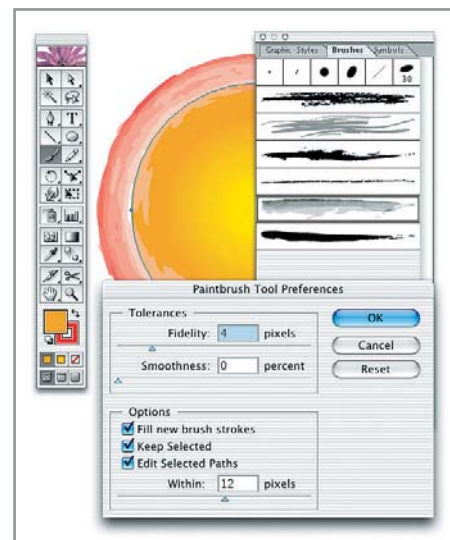 Graphic Styles
Brushes
Symbols
30
T
Paintbrush Tool Preferences
Tolerances
Fidelity: 4 pixels
Smoothness: 0 percent
OK
Cancel
Reset
Options
Fill new brush strokes
Keep Selected
Edit Selected Paths
Within: 12 pixels